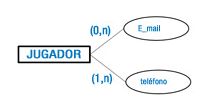 (0,n)
E_mail
JUGADOR
(1,n)
teléfono